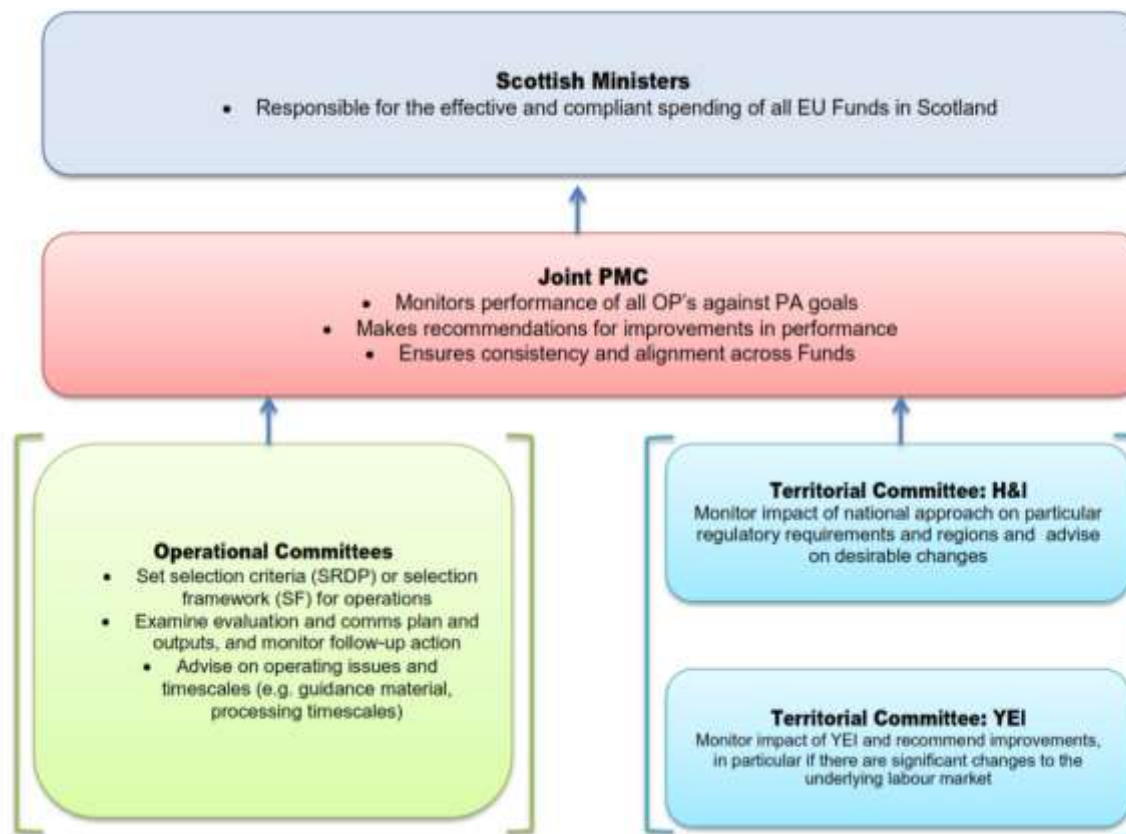 Scottish Ministers
• Responsible for the effective and compliant spending of all EU Funds in Scotland
Joint PMC
• Monitors performance of all OP's against PA goals
• Makes recommendations for improvements in performance
• Ensures consistency and alignment across Funds
Operational Committees
• Set selection criteria (SRDP) or selection
framework (SF) for operations
• Examine evaluation and comms plan and
outputs, and monitor follow-up action
• Advise on operating issues and
timescales (e.g. guidance material,
processing timescales)
Territorial Committee: H&I
Monitor impact of national approach on particular
regulatory requirements and regions and advise
on desirable changes
Territorial Committee: YEI
Monitor impact of YEI and recommend improvements,
in particular if there are significant changes to the
underlying labour market